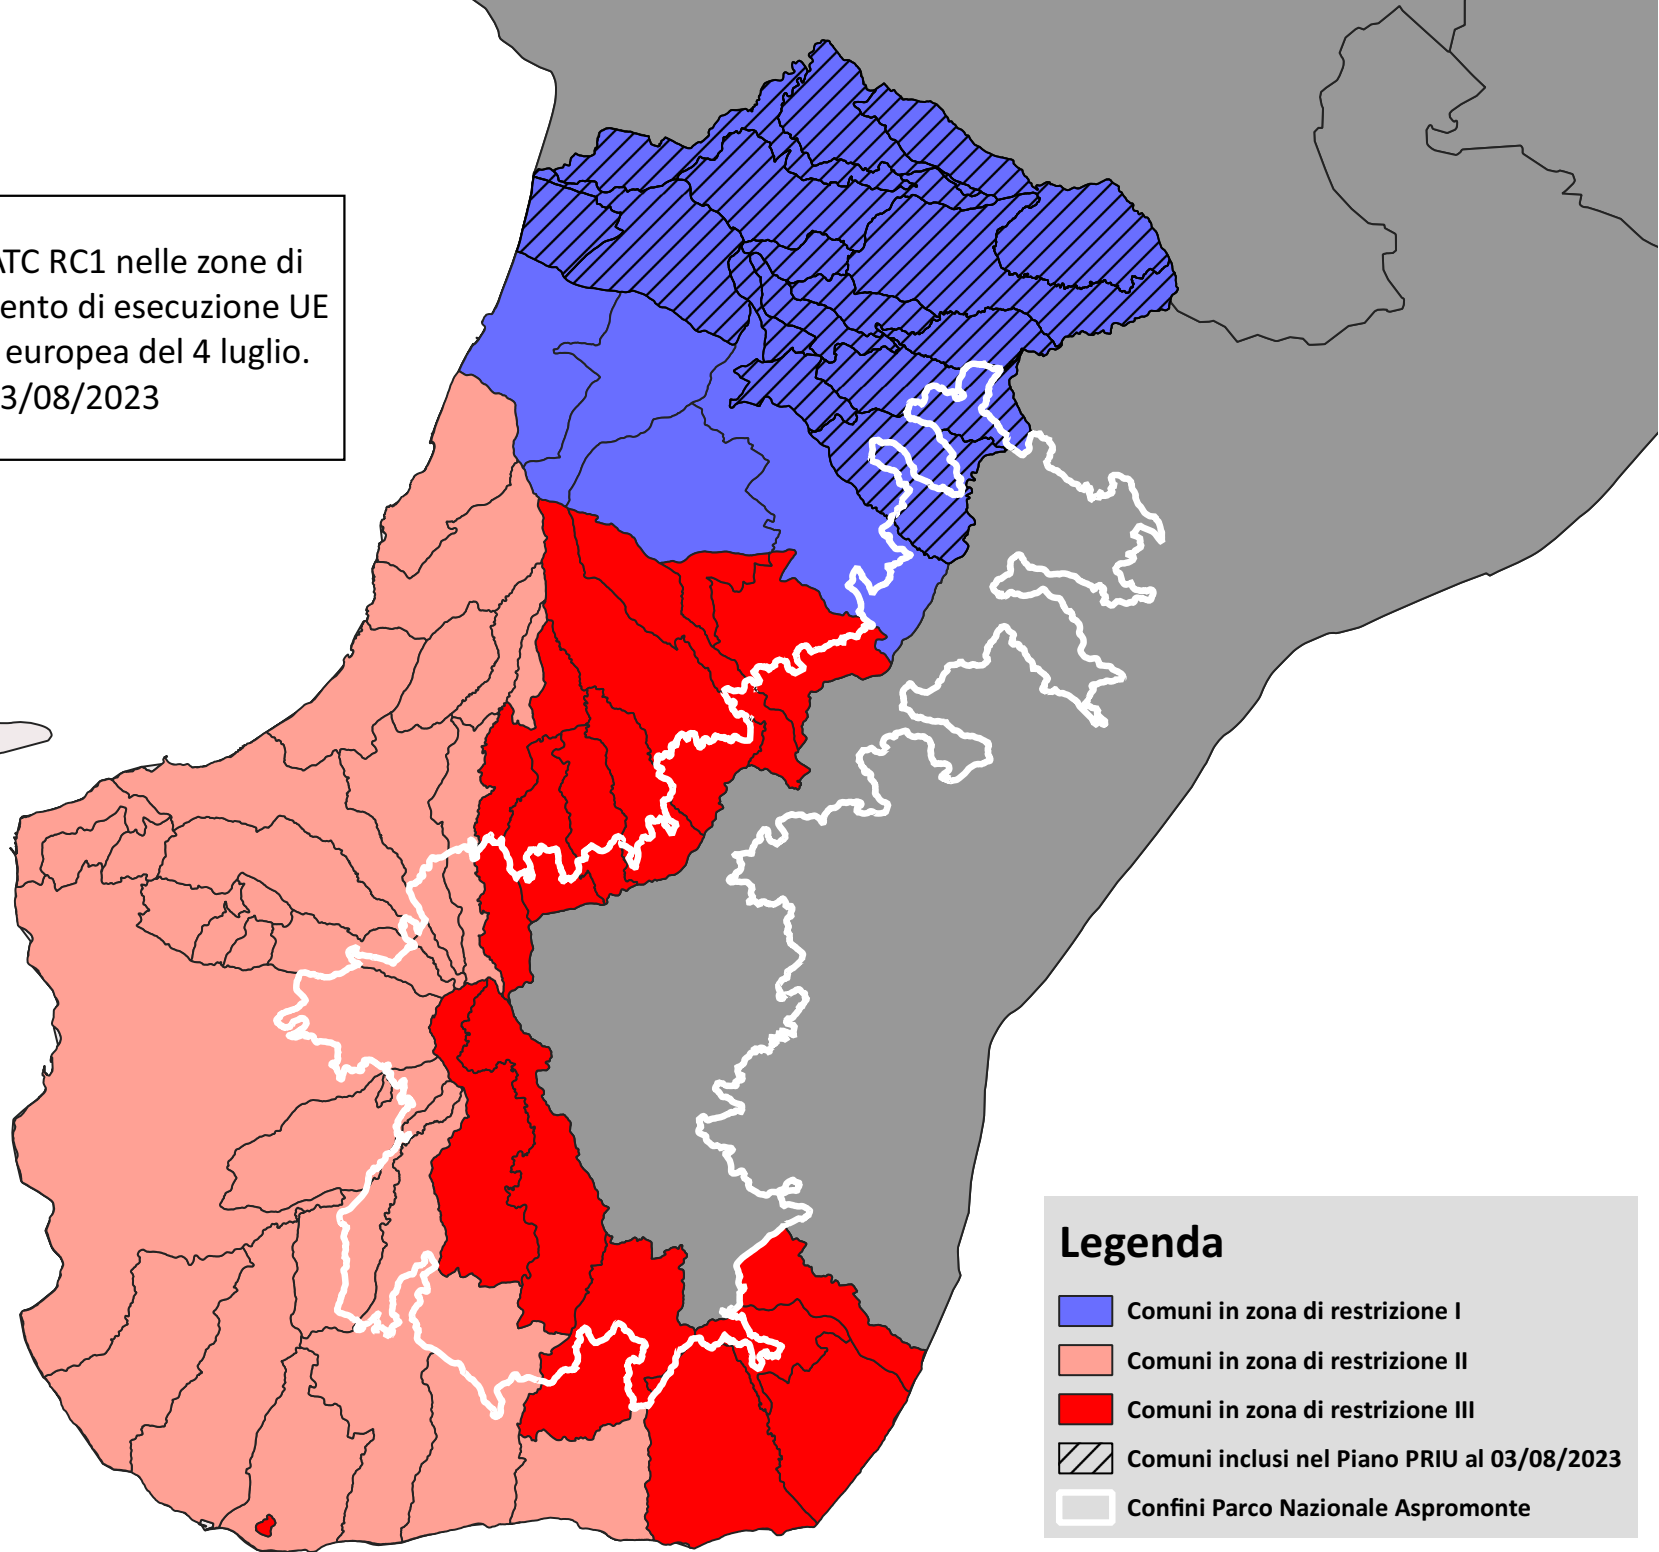 ATC RC1 nelle zone di
ento di esecuzione UE
europea del 4 luglio.
3/08/2023
Legenda
Comuni in zona di restrizione I
Comuni in zona di restrizione II
Comuni in zona di restrizione III
Comuni inclusi nel Piano PRIU al 03/08/2023
Confini Parco Nazionale Aspromonte